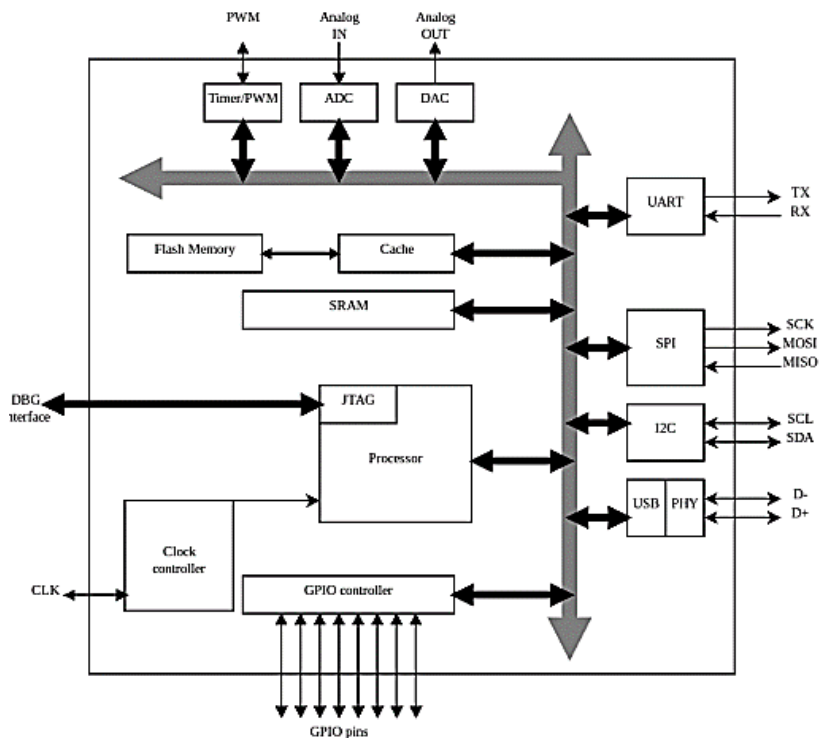 PWM
Analog
IN
Analog
OUT
Timer/PWM
ADC
DAC
UART
TX
RX
Flash Memory
Cache
SRAM
SPI
SCK
MOSI
MISO
DBG
nterface
JTAG
Processor
I2C
SCL
SDA
USB
PHY
D-
D+
Clock
controller
CLK
GPIO controller
GPIO pins